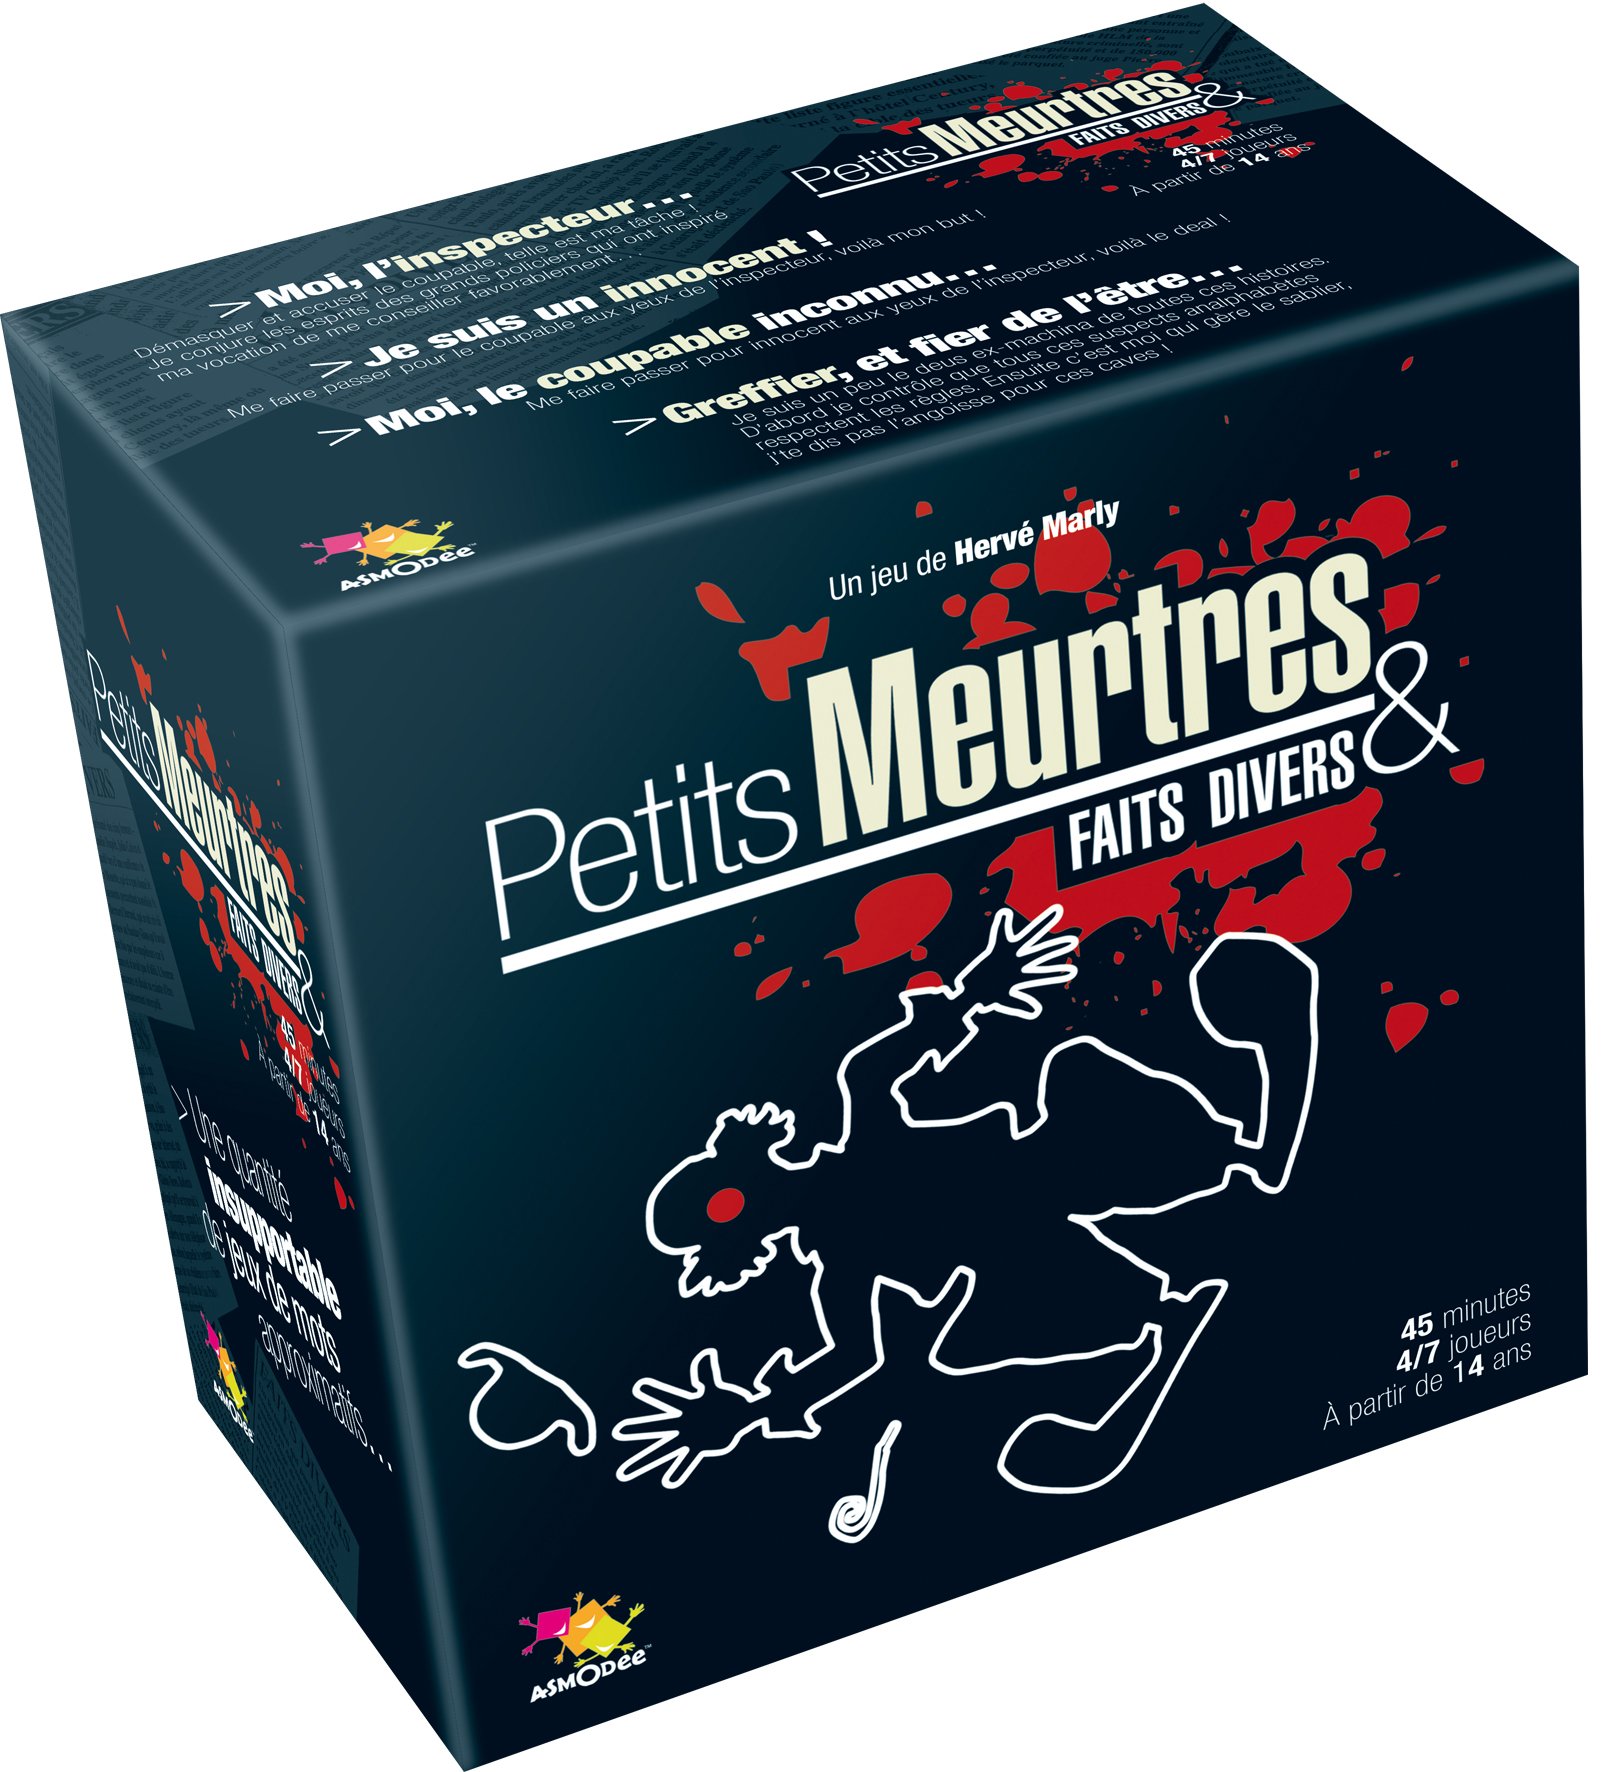 Petits Meurtres &
FAITS DIVERS
45 minutes
4/7 joueurs
À partir de 14 ans
> Moi, l'inspecteur...
Démasquer et accuser le coupable, telle est ma tâche !
Je conjure les esprits des grands policiers qui ont inspiré
ma vocation de me conseiller favorablement...
> Je suis un innocent !
Me faire passer pour le coupable aux yeux de l'inspecteur, voilà mon but !
> Moi, le coupable inconnu...
Me faire passer pour innocent aux yeux de l'inspecteur, voilà le deal !
> Greffier, et fier de l'être...
Je suis un peu le deus ex-machina de toutes ces histoires.
D'abord je contrôle que tous ces suspects analphabètes
respectent les règles. Ensuite c'est moi qui gère le sablier,
j'te dis pas l'angoisse pour ces caves !
ASMODée™
Un jeu de Hervé Marly
Petits Meurtres &
FAITS DIVERS
45 minutes
4/7 joueurs
À partir de 14 ans
ASMODée™
Petits Meurtres &
FAITS DIVERS
45 minutes
4/7 joueurs
À partir de 14 ans
> Une quantité
insupportable
de jeux de mots
approximatifs...
ASMODée